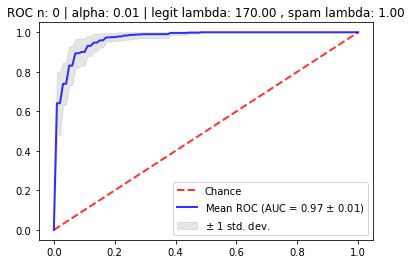 ROC n: 0 | alpha: 0.01 | legit lambda: 170.00 , spam lambda: 1.00
1.0
0.8
0.6
0.4
0.2
0.0
Chance
Mean ROC (AUC = 0.97 ± 0.01)
± 1 std. dev.
0.0 0.2 0.4 0.6 0.8 1.0